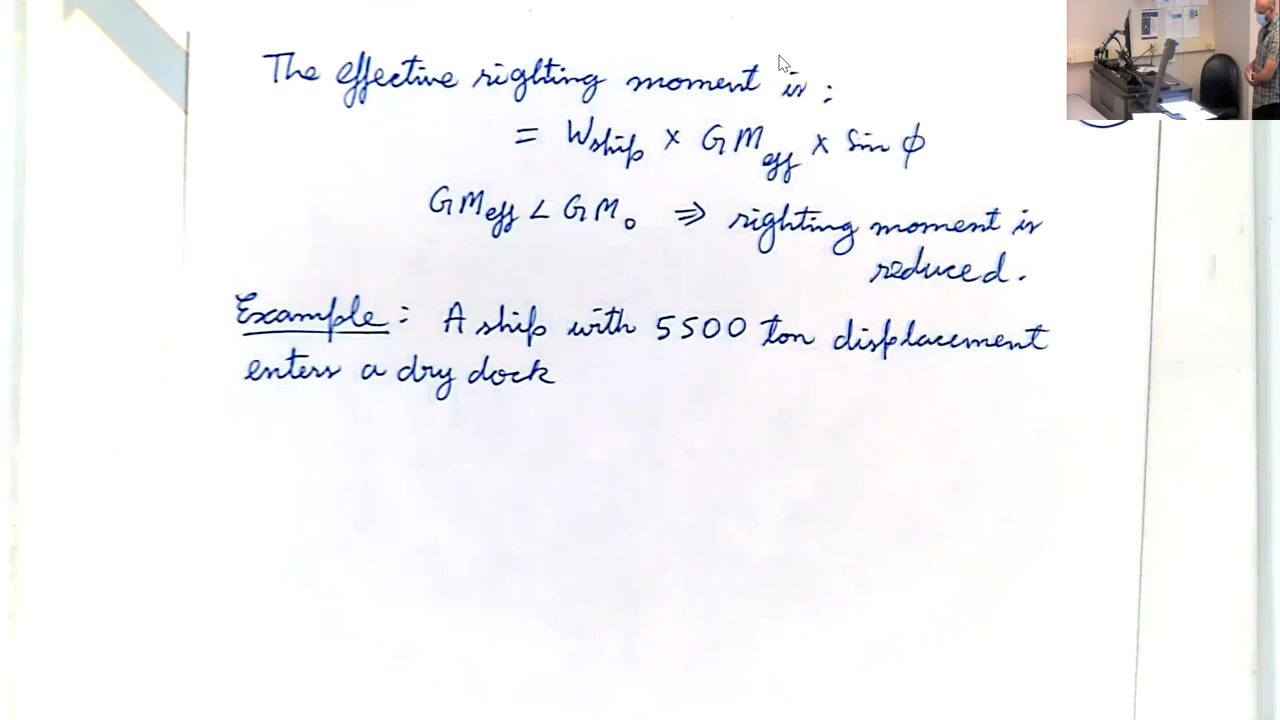 The effective righting moment is :
= Wship × GMeff × Sin ϕ
GMeff < GM0 ⇒ righting moment is
reduced.
Example : A ship with 5500 ton displacement
enters a dry dock